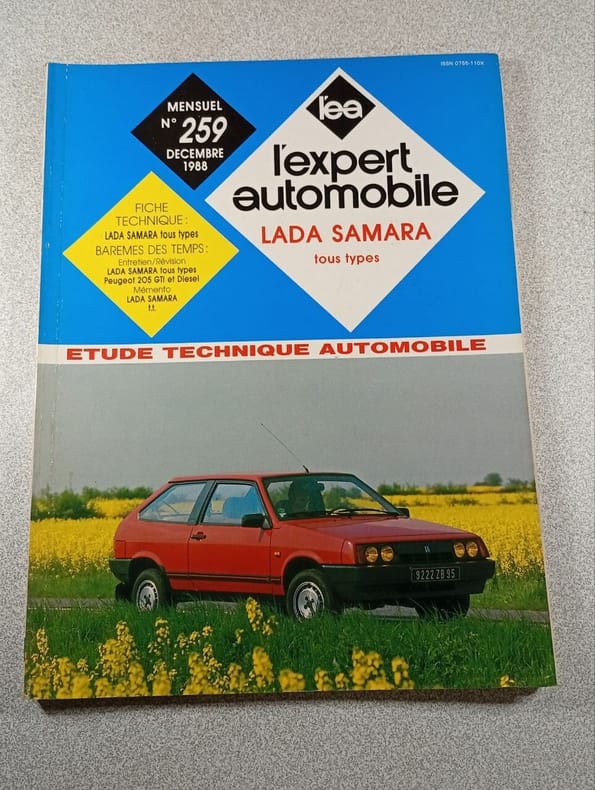 ISSN 0755-110X
MENSUEL
N° 259
DECEMBRE
1988
l'ea
l'expert
automobile
LADA SAMARA
tous types
FICHE
TECHNIQUE :
LADA SAMARA tous types
BAREMES DES TEMPS :
Entretien/Révision
LADA SAMARA tous types
Peugeot 205 GTI et Diesel
Mémento
LADA SAMARA
t.t.
ETUDE TECHNIQUE AUTOMOBILE
9222 ZB 95